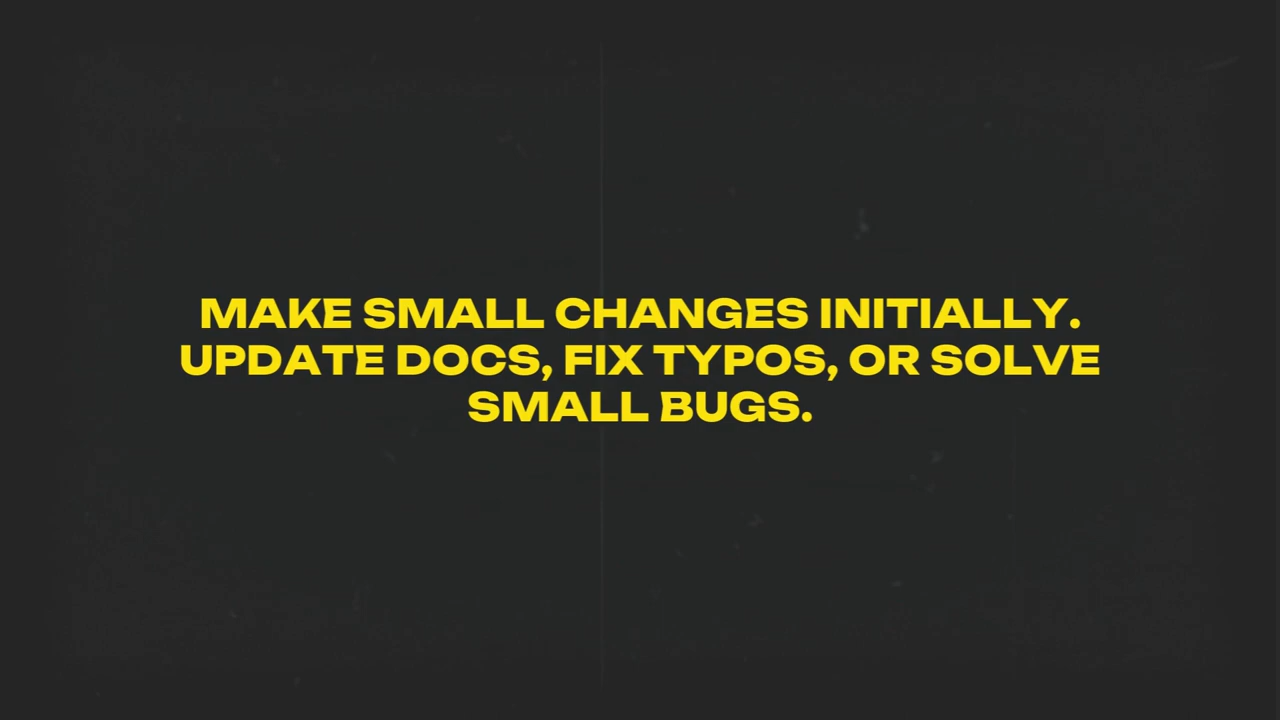 MAKE SMALL CHANGES INITIALLY.
UPDATE DOCS, FIX TYPOS, OR SOLVE
SMALL BUGS.